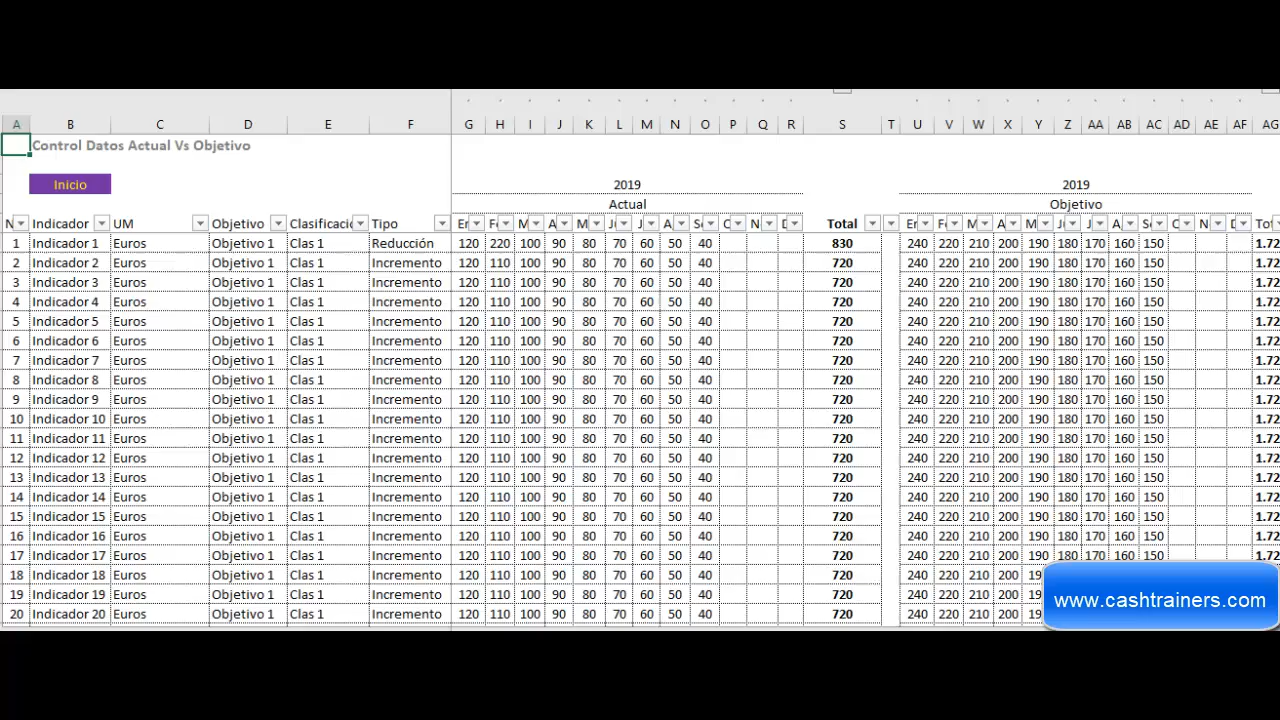 A B C D E F G H I J K L M N O P Q R S T U V W X Y Z AA AB AC AD AE AF AG
Control Datos Actual Vs Objetivo
Inicio 2019 2019
Actual Objetivo
Indicador UM Objetivo Clasificació Tipo Total
1 Indicador 1 Euros Objetivo 1 Clas 1 Reducción 120 220 100 90 80 70 60 50 40 830 240 220 210 200 190 180 170 160 150 1.72
2 Indicador 2 Euros Objetivo 1 Clas 1 Incremento 120 110 100 90 80 70 60 50 40 720 240 220 210 200 190 180 170 160 150 1.72
3 Indicador 3 Euros Objetivo 1 Clas 1 Incremento 120 110 100 90 80 70 60 50 40 720 240 220 210 200 190 180 170 160 150 1.72
4 Indicador 4 Euros Objetivo 1 Clas 1 Incremento 120 110 100 90 80 70 60 50 40 720 240 220 210 200 190 180 170 160 150 1.72
5 Indicador 5 Euros Objetivo 1 Clas 1 Incremento 120 110 100 90 80 70 60 50 40 720 240 220 210 200 190 180 170 160 150 1.72
6 Indicador 6 Euros Objetivo 1 Clas 1 Incremento 120 110 100 90 80 70 60 50 40 720 240 220 210 200 190 180 170 160 150 1.72
7 Indicador 7 Euros Objetivo 1 Clas 1 Incremento 120 110 100 90 80 70 60 50 40 720 240 220 210 200 190 180 170 160 150 1.72
8 Indicador 8 Euros Objetivo 1 Clas 1 Incremento 120 110 100 90 80 70 60 50 40 720 240 220 210 200 190 180 170 160 150 1.72
9 Indicador 9 Euros Objetivo 1 Clas 1 Incremento 120 110 100 90 80 70 60 50 40 720 240 220 210 200 190 180 170 160 150 1.72
10 Indicador 10 Euros Objetivo 1 Clas 1 Incremento 120 110 100 90 80 70 60 50 40 720 240 220 210 200 190 180 170 160 150 1.72
11 Indicador 11 Euros Objetivo 1 Clas 1 Incremento 120 110 100 90 80 70 60 50 40 720 240 220 210 200 190 180 170 160 150 1.72
12 Indicador 12 Euros Objetivo 1 Clas 1 Incremento 120 110 100 90 80 70 60 50 40 720 240 220 210 200 190 180 170 160 150 1.72
13 Indicador 13 Euros Objetivo 1 Clas 1 Incremento 120 110 100 90 80 70 60 50 40 720 240 220 210 200 190 180 170 160 150 1.72
14 Indicador 14 Euros Objetivo 1 Clas 1 Incremento 120 110 100 90 80 70 60 50 40 720 240 220 210 200 190 180 170 160 150 1.72
15 Indicador 15 Euros Objetivo 1 Clas 1 Incremento 120 110 100 90 80 70 60 50 40 720 240 220 210 200 190 180 170 160 150 1.72
16 Indicador 16 Euros Objetivo 1 Clas 1 Incremento 120 110 100 90 80 70 60 50 40 720 240 220 210 200 190 180 170 160 150 1.72
17 Indicador 17 Euros Objetivo 1 Clas 1 Incremento 120 110 100 90 80 70 60 50 40 720 240 220 210 200 190 180 170 160 150 1.72
18 Indicador 18 Euros Objetivo 1 Clas 1 Incremento 120 110 100 90 80 70 60 50 40 720 240 220 210 200
19 Indicador 19 Euros Objetivo 1 Clas 1 Incremento 120 110 100 90 80 70 60 50 40 720 240 220 210 200
20 Indicador 20 Euros Objetivo 1 Clas 1 Incremento 120 110 100 90 80 70 60 50 40 720 240 220 210 200
www.cashtrainers.com